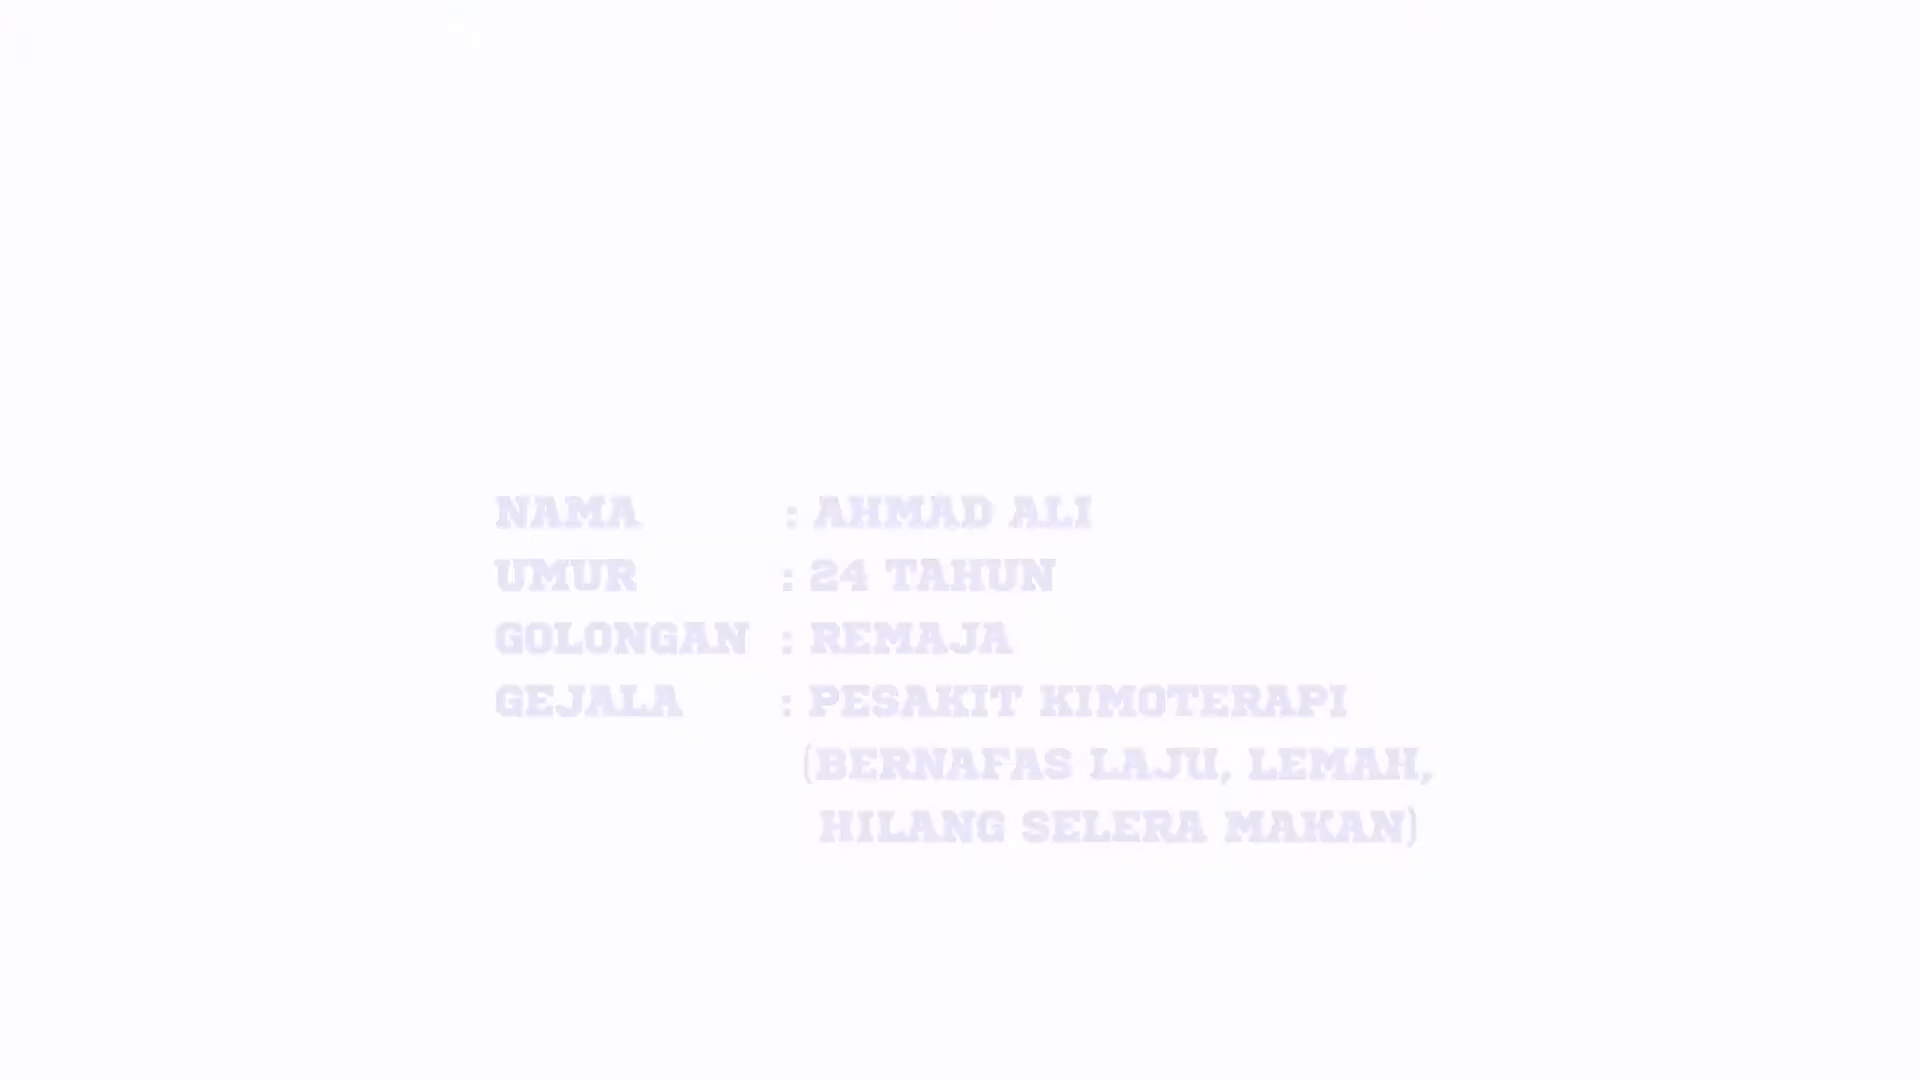 NAMA : AHMAD ALI
UMUR : 24 TAHUN
GOLONGAN : REMAJA
GEJALA : PESAKIT KIMOTERAPI
(BERNAFAS LAJU, LEMAH,
HILANG SELERA MAKAN)